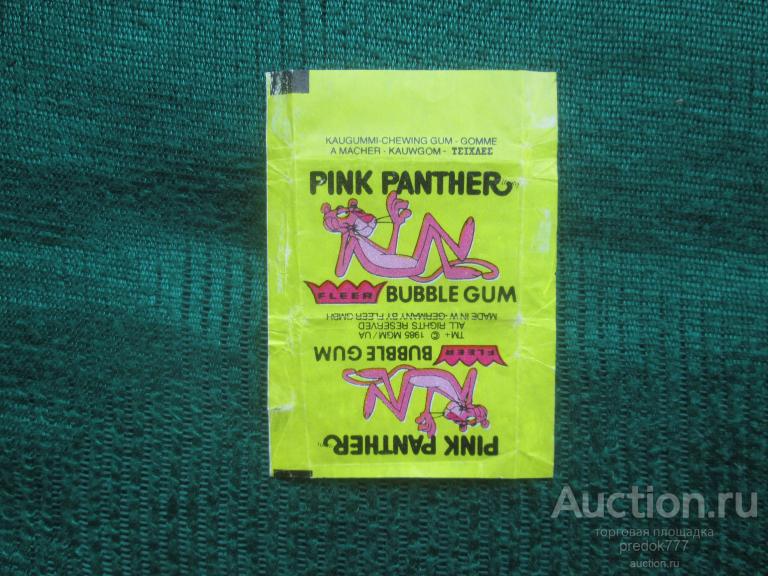 KAUGUMMI-CHEWING GUM - GOMME
A MACHER - KAUWGOM - ΤΣΙΧΛΕΣ
PINK PANTHER
FLEER BUBBLE GUM
MADE IN W.-GERMANY BY FLEER GMBH
ALL RIGHTS RESERVED
TM+ © 1985 MGM/UA
FLEER BUBBLE GUM
PINK PANTHER
Auction.ru
торговая площадка
predok777
auction.ru